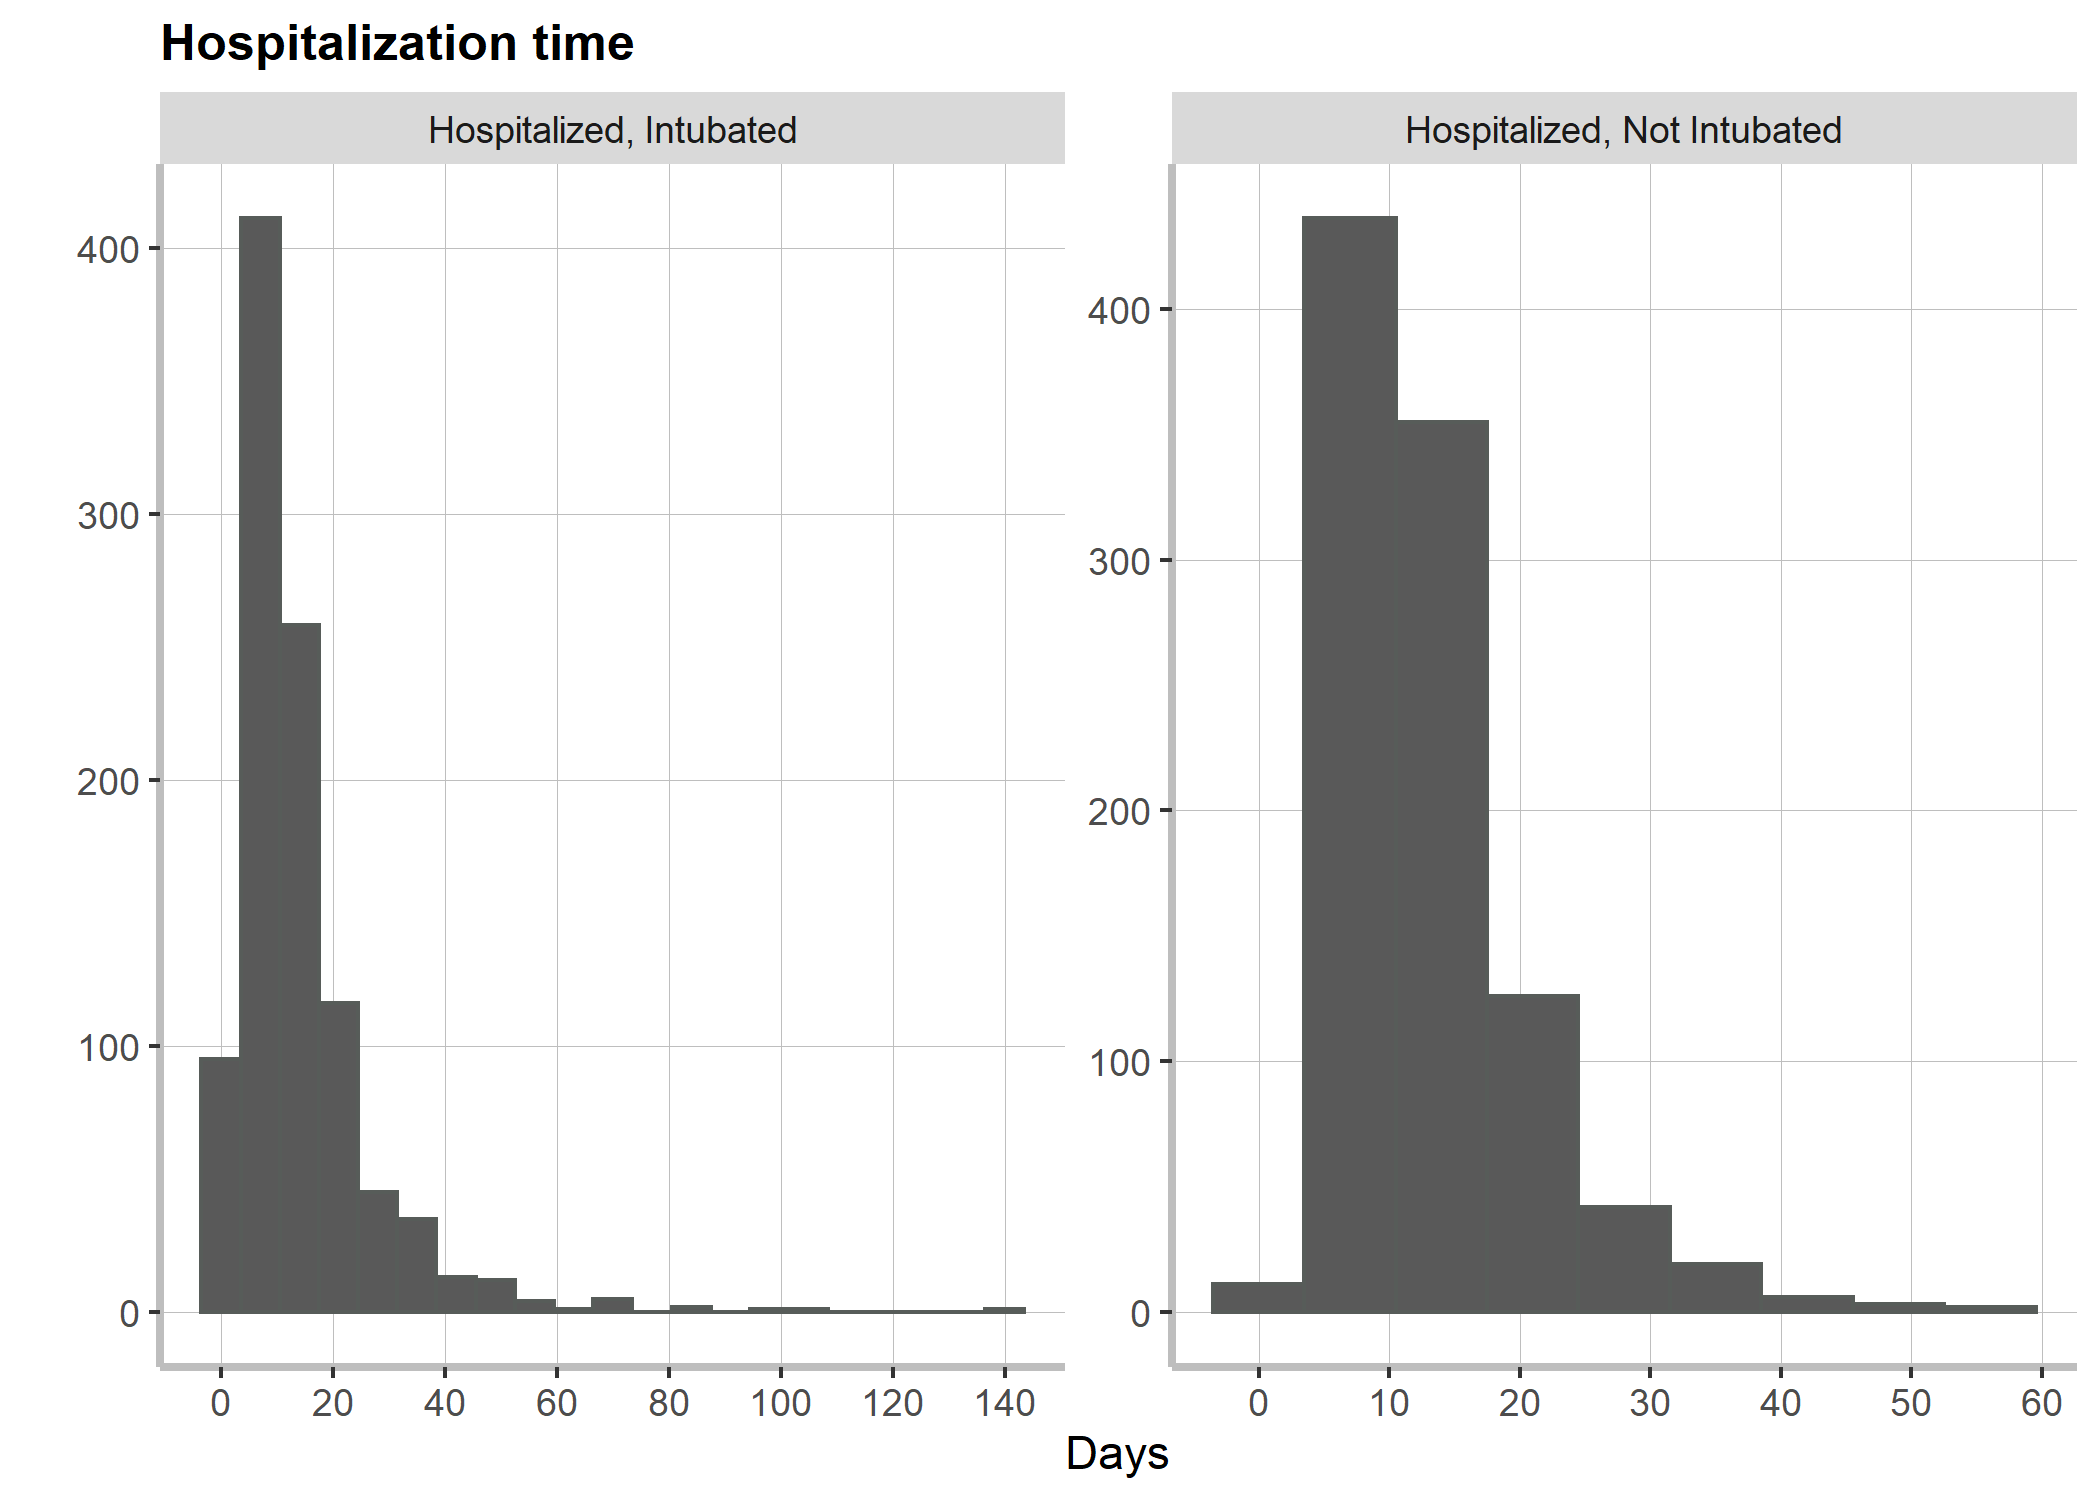 Hospitalization time
Hospitalized, Intubated
Hospitalized, Not Intubated
400
300
200
100
0
400
300
200
100
0
0 20 40 60 80 100 120 140
0 10 20 30 40 50 60
Days